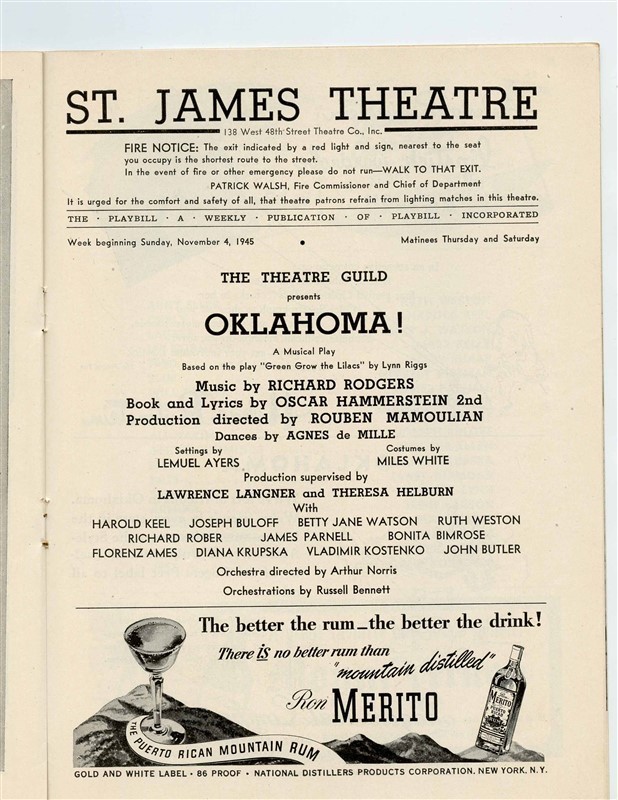 ST. JAMES THEATRE
138 West 48th Street Theatre Co., Inc.
FIRE NOTICE: The exit indicated by a red light and sign, nearest to the seat
you occupy is the shortest route to the street.
In the event of fire or other emergency please do not run—WALK TO THAT EXIT.
PATRICK WALSH, Fire Commissioner and Chief of Department
It is urged for the comfort and safety of all, that theatre patrons refrain from lighting matches in this theatre.
THE · PLAYBILL · A · WEEKLY · PUBLICATION · OF · PLAYBILL · INCORPORATED
Week beginning Sunday, November 4, 1945 • Matinees Thursday and Saturday
THE THEATRE GUILD
presents
OKLAHOMA!
A Musical Play
Based on the play "Green Grow the Lilacs" by Lynn Riggs
Music by RICHARD RODGERS
Book and Lyrics by OSCAR HAMMERSTEIN 2nd
Production directed by ROUBEN MAMOULIAN
Dances by AGNES de MILLE
Settings by Costumes by
LEMUEL AYERS MILES WHITE
Production supervised by
LAWRENCE LANGNER and THERESA HELBURN
With
HAROLD KEEL JOSEPH BULOFF BETTY JANE WATSON RUTH WESTON
RICHARD ROBER JAMES PARNELL BONITA BIMROSE
FLORENZ AMES DIANA KRUPSKA VLADIMIR KOSTENKO JOHN BUTLER
Orchestra directed by Arthur Norris
Orchestrations by Russell Bennett
The better the rum—the better the drink!
There is no better rum than
"mountain distilled"
Ron MERITO
MERITO
THE PUERTO RICAN MOUNTAIN RUM
GOLD AND WHITE LABEL · 86 PROOF · NATIONAL DISTILLERS PRODUCTS CORPORATION, NEW YORK, N.Y.